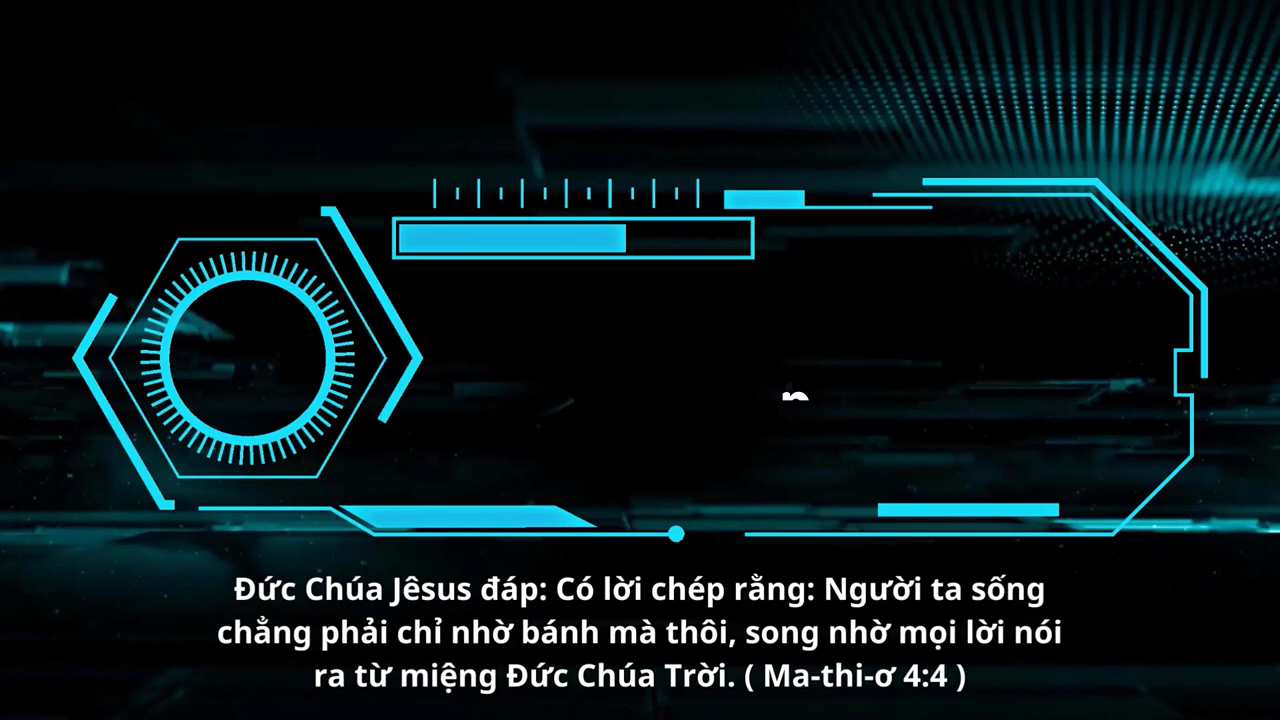 Đức Chúa Jêsus đáp: Có lời chép rằng: Người ta sống
chẳng phải chỉ nhờ bánh mà thôi, song nhờ mọi lời nói
ra từ miệng Đức Chúa Trời. ( Ma-thi-ơ 4:4 )